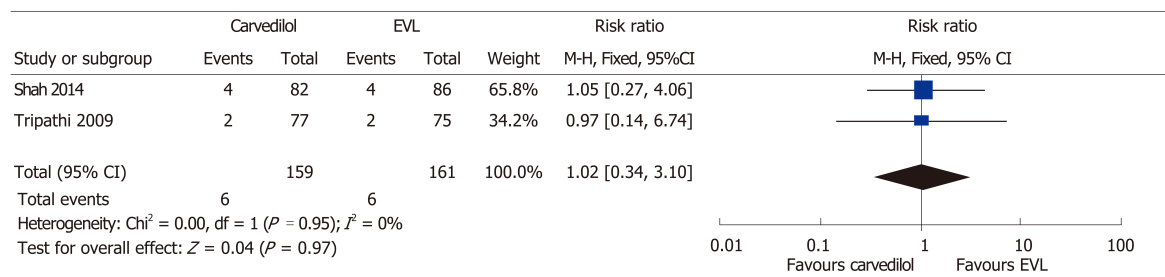 Carvedilol EVL Risk ratio Risk ratio
Study or subgroup Events Total Events Total Weight M-H, Fixed, 95%CI M-H, Fixed, 95% CI
Shah 2014 4 82 4 86 65.8% 1.05 [0.27, 4.06]
Tripathi 2009 2 77 2 75 34.2% 0.97 [0.14, 6.74]
Total (95% CI) 159 161 100.0% 1.02 [0.34, 3.10]
Total events 6 6
Heterogeneity: Chi² = 0.00, df = 1 (P = 0.95); I² = 0%
Test for overall effect: Z = 0.04 (P = 0.97)
0.01 0.1 1 10 100
Favours carvedilol Favours EVL